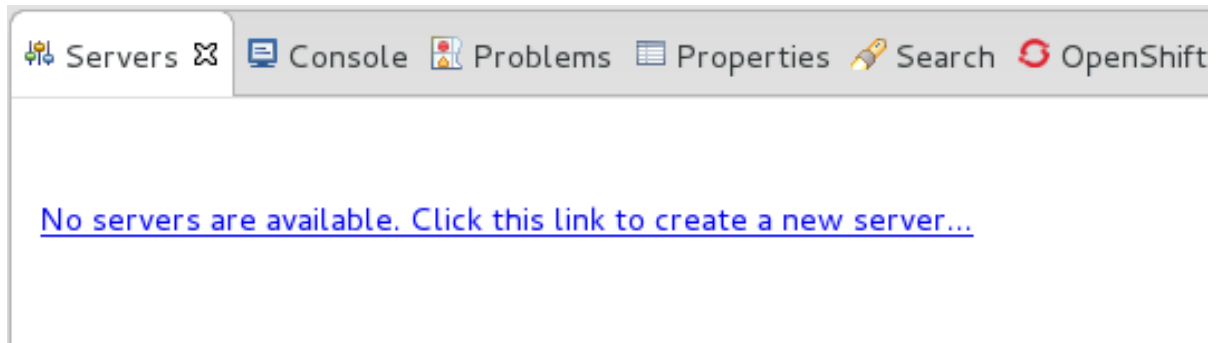 Servers Console Problems Properties Search OpenShift
No servers are available. Click this link to create a new server...